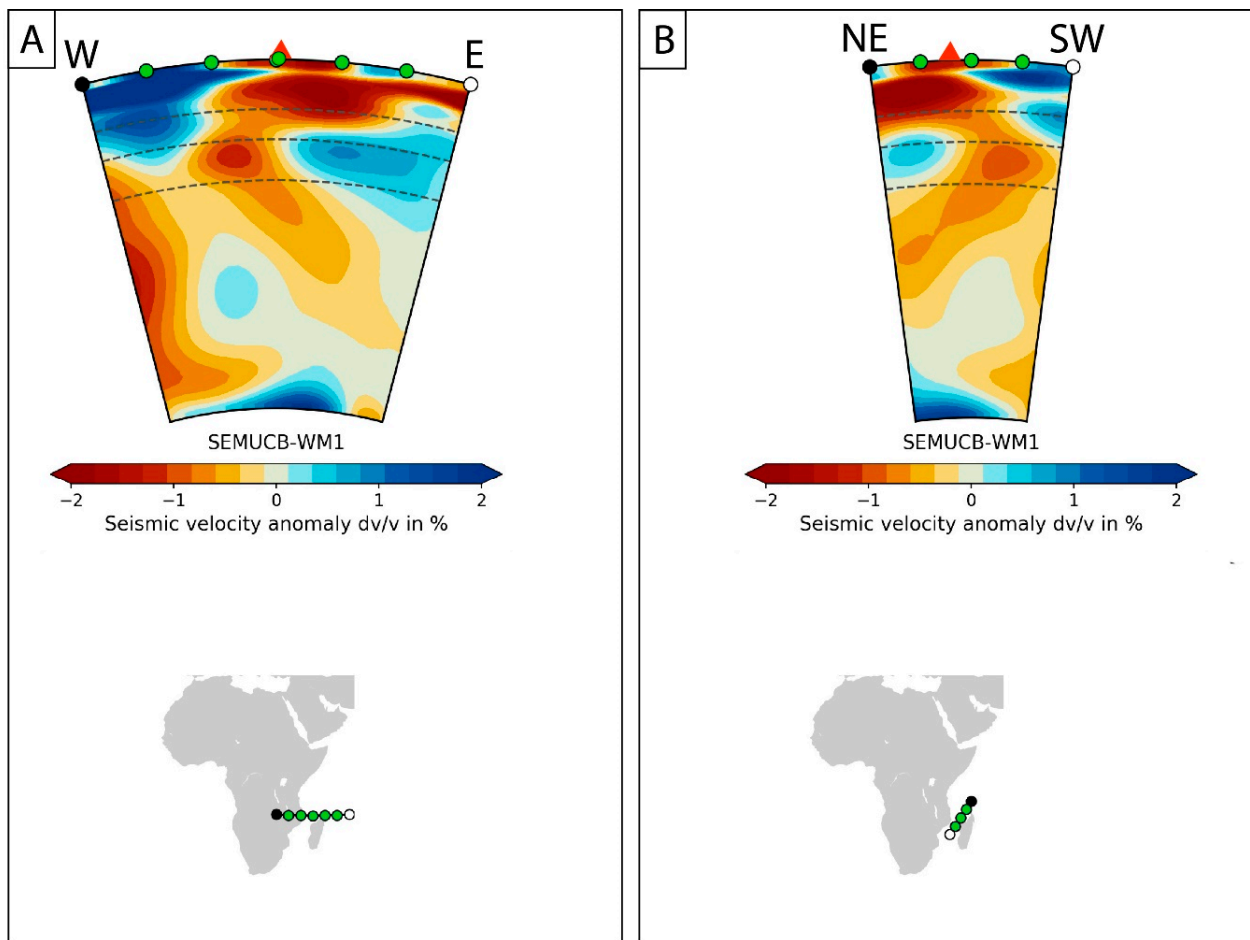 A
W
E
SEMUCB-WM1
−2 −1 0 1 2
Seismic velocity anomaly dv/v in %
B
NE
SW
SEMUCB-WM1
−2 −1 0 1 2
Seismic velocity anomaly dv/v in %